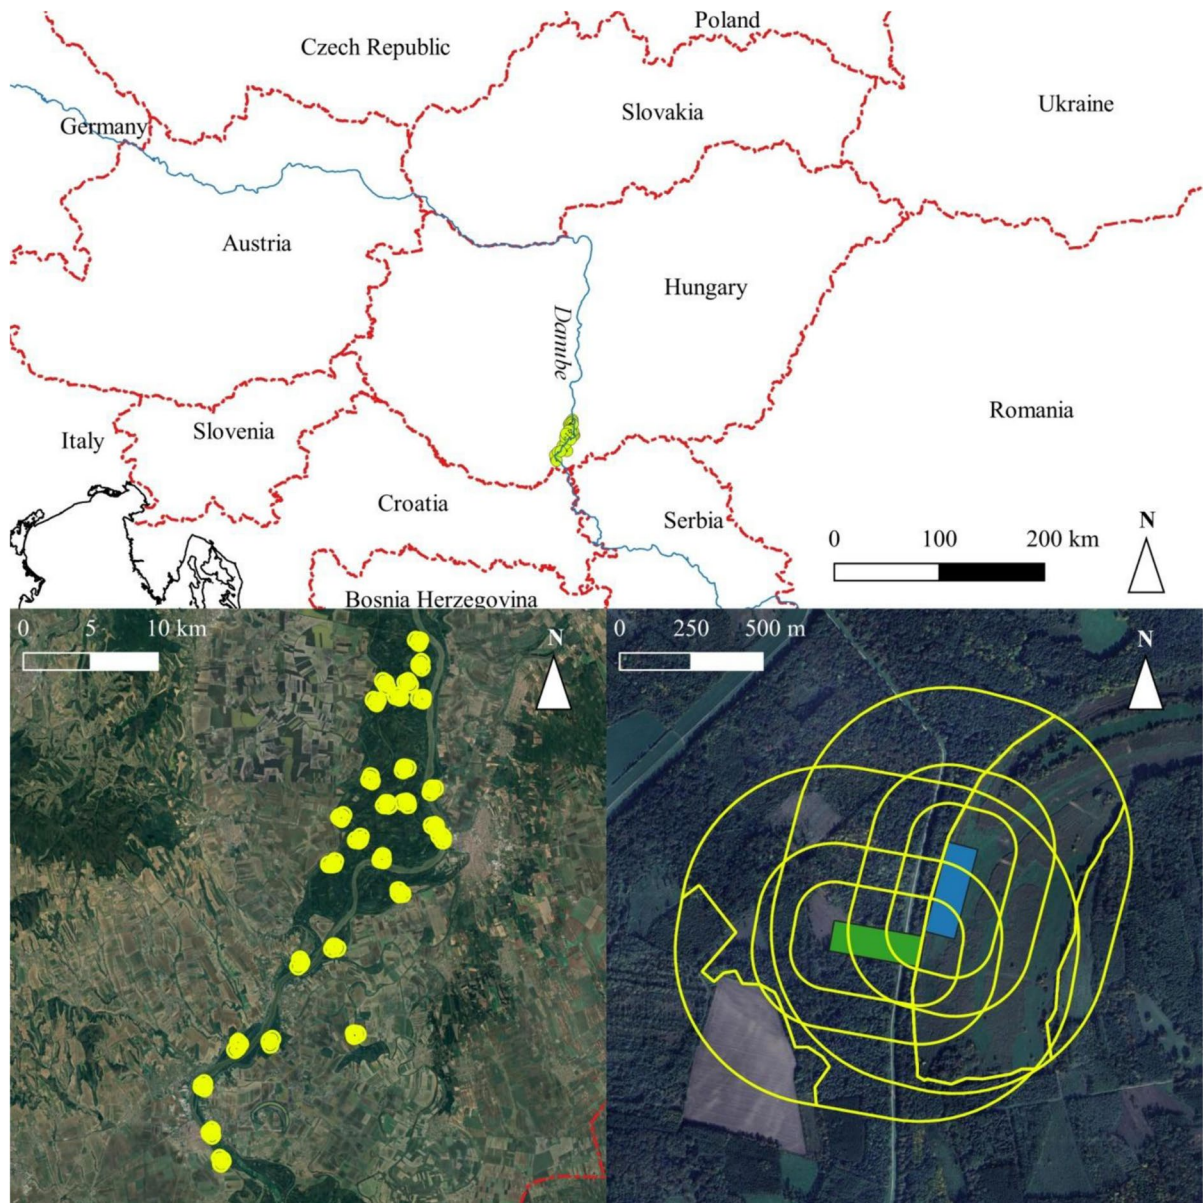 Poland
Czech Republic
Slovakia
Ukraine
Germany
Austria
Hungary
Danube
Romania
Italy
Slovenia
Croatia
Serbia
0 100 200 km
N
Bosnia Herzegovina
0 5 10 km
N
0 250 500 m
N